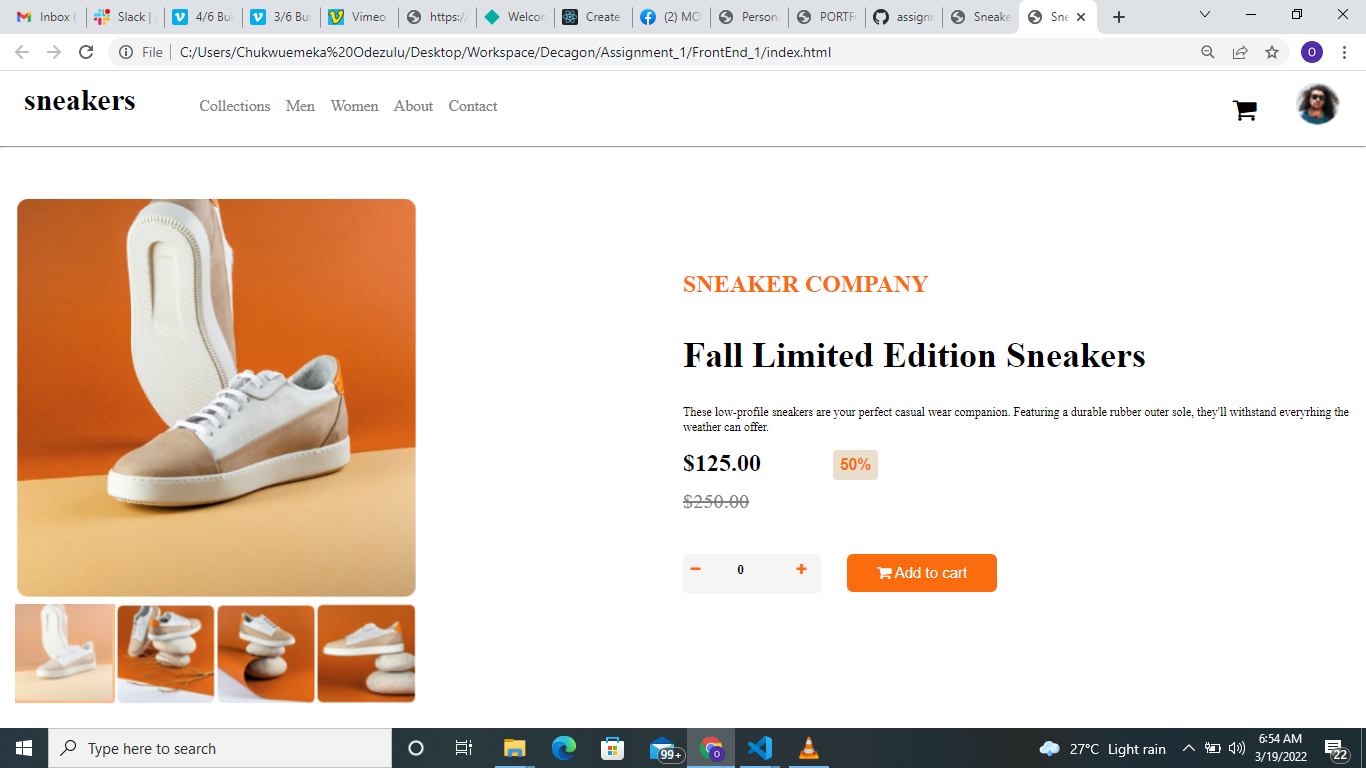 Inbox (
Slack |
4/6 Bui
3/6 Bui
Vimeo
https:/
Welcon
Create
(2) MC
Person
PORTF
assignn
Sneake
Sne
File
C:/Users/Chukwuemeka%20Odezulu/Desktop/Workspace/Decagon/Assignment_1/FrontEnd_1/index.html
O
sneakers
Collections Men Women About Contact
SNEAKER COMPANY
Fall Limited Edition Sneakers
These low-profile sneakers are your perfect casual wear companion. Featuring a durable rubber outer sole, they'll withstand everyrhing the
weather can offer.
$125.00 50%
$250.00
− 0 + Add to cart
Type here to search
99+
O
27°C Light rain
6:54 AM
3/19/2022
22